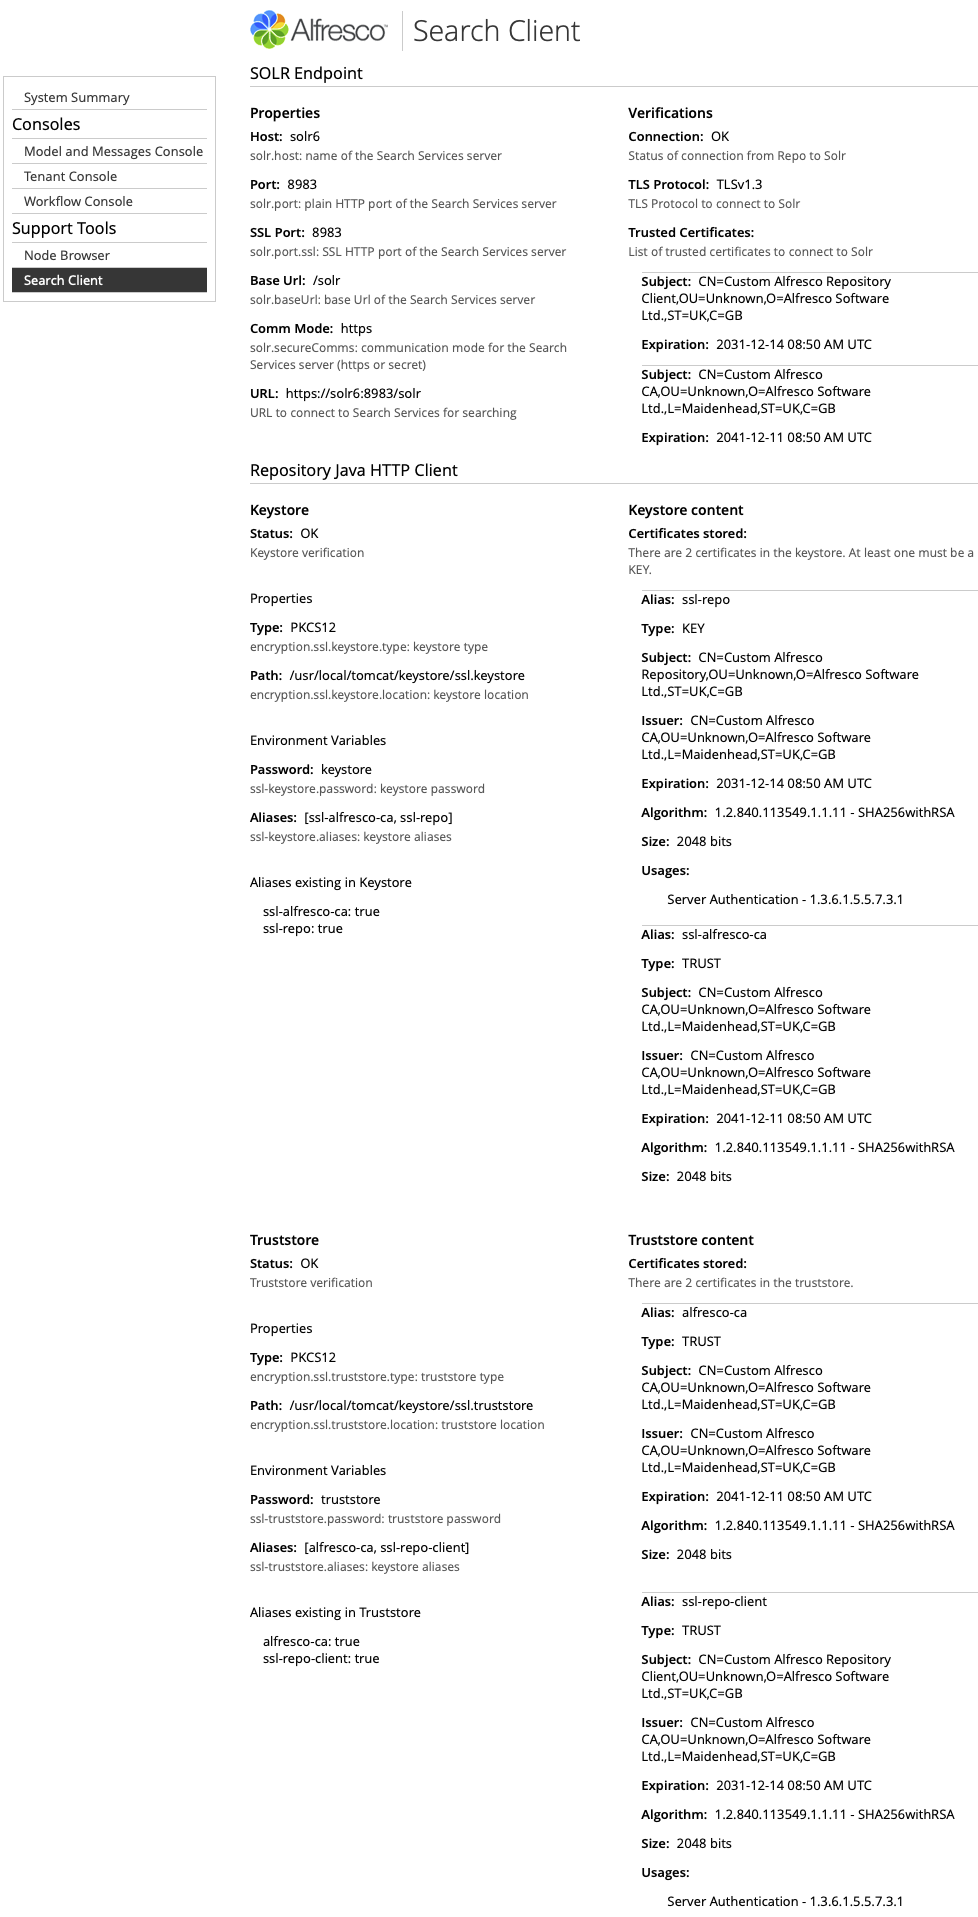 Alfresco™ Search Client
System Summary
Consoles
Model and Messages Console
Tenant Console
Workflow Console
Support Tools
Node Browser
Search Client
SOLR Endpoint
Properties
Host: solr6
solr.host: name of the Search Services server
Port: 8983
solr.port: plain HTTP port of the Search Services server
SSL Port: 8983
solr.port.ssl: SSL HTTP port of the Search Services server
Base Url: /solr
solr.baseUrl: base Url of the Search Services server
Comm Mode: https
solr.secureComms: communication mode for the Search
Services server (https or secret)
URL: https://solr6:8983/solr
URL to connect to Search Services for searching
Verifications
Connection: OK
Status of connection from Repo to Solr
TLS Protocol: TLSv1.3
TLS Protocol to connect to Solr
Trusted Certificates:
List of trusted certificates to connect to Solr
Subject: CN=Custom Alfresco Repository
Client,OU=Unknown,O=Alfresco Software
Ltd.,ST=UK,C=GB
Expiration: 2031-12-14 08:50 AM UTC
Subject: CN=Custom Alfresco
CA,OU=Unknown,O=Alfresco Software
Ltd.,L=Maidenhead,ST=UK,C=GB
Expiration: 2041-12-11 08:50 AM UTC
Repository Java HTTP Client
Keystore
Status: OK
Keystore verification
Properties
Type: PKCS12
encryption.ssl.keystore.type: keystore type
Path: /usr/local/tomcat/keystore/ssl.keystore
encryption.ssl.keystore.location: keystore location
Environment Variables
Password: keystore
ssl-keystore.password: keystore password
Aliases: [ssl-alfresco-ca, ssl-repo]
ssl-keystore.aliases: keystore aliases
Aliases existing in Keystore
ssl-alfresco-ca: true
ssl-repo: true
Keystore content
Certificates stored:
There are 2 certificates in the keystore. At least one must be a
KEY.
Alias: ssl-repo
Type: KEY
Subject: CN=Custom Alfresco
Repository,OU=Unknown,O=Alfresco Software
Ltd.,ST=UK,C=GB
Issuer: CN=Custom Alfresco
CA,OU=Unknown,O=Alfresco Software
Ltd.,L=Maidenhead,ST=UK,C=GB
Expiration: 2031-12-14 08:50 AM UTC
Algorithm: 1.2.840.113549.1.1.11 - SHA256withRSA
Size: 2048 bits
Usages:
Server Authentication - 1.3.6.1.5.5.7.3.1
Alias: ssl-alfresco-ca
Type: TRUST
Subject: CN=Custom Alfresco
CA,OU=Unknown,O=Alfresco Software
Ltd.,L=Maidenhead,ST=UK,C=GB
Issuer: CN=Custom Alfresco
CA,OU=Unknown,O=Alfresco Software
Ltd.,L=Maidenhead,ST=UK,C=GB
Expiration: 2041-12-11 08:50 AM UTC
Algorithm: 1.2.840.113549.1.1.11 - SHA256withRSA
Size: 2048 bits
Truststore
Status: OK
Truststore verification
Properties
Type: PKCS12
encryption.ssl.truststore.type: truststore type
Path: /usr/local/tomcat/keystore/ssl.truststore
encryption.ssl.truststore.location: truststore location
Environment Variables
Password: truststore
ssl-truststore.password: truststore password
Aliases: [alfresco-ca, ssl-repo-client]
ssl-truststore.aliases: keystore aliases
Aliases existing in Truststore
alfresco-ca: true
ssl-repo-client: true
Truststore content
Certificates stored:
There are 2 certificates in the truststore.
Alias: alfresco-ca
Type: TRUST
Subject: CN=Custom Alfresco
CA,OU=Unknown,O=Alfresco Software
Ltd.,L=Maidenhead,ST=UK,C=GB
Issuer: CN=Custom Alfresco
CA,OU=Unknown,O=Alfresco Software
Ltd.,L=Maidenhead,ST=UK,C=GB
Expiration: 2041-12-11 08:50 AM UTC
Algorithm: 1.2.840.113549.1.1.11 - SHA256withRSA
Size: 2048 bits
Alias: ssl-repo-client
Type: TRUST
Subject: CN=Custom Alfresco Repository
Client,OU=Unknown,O=Alfresco Software
Ltd.,ST=UK,C=GB
Issuer: CN=Custom Alfresco
CA,OU=Unknown,O=Alfresco Software
Ltd.,L=Maidenhead,ST=UK,C=GB
Expiration: 2031-12-14 08:50 AM UTC
Algorithm: 1.2.840.113549.1.1.11 - SHA256withRSA
Size: 2048 bits
Usages:
Server Authentication - 1.3.6.1.5.5.7.3.1